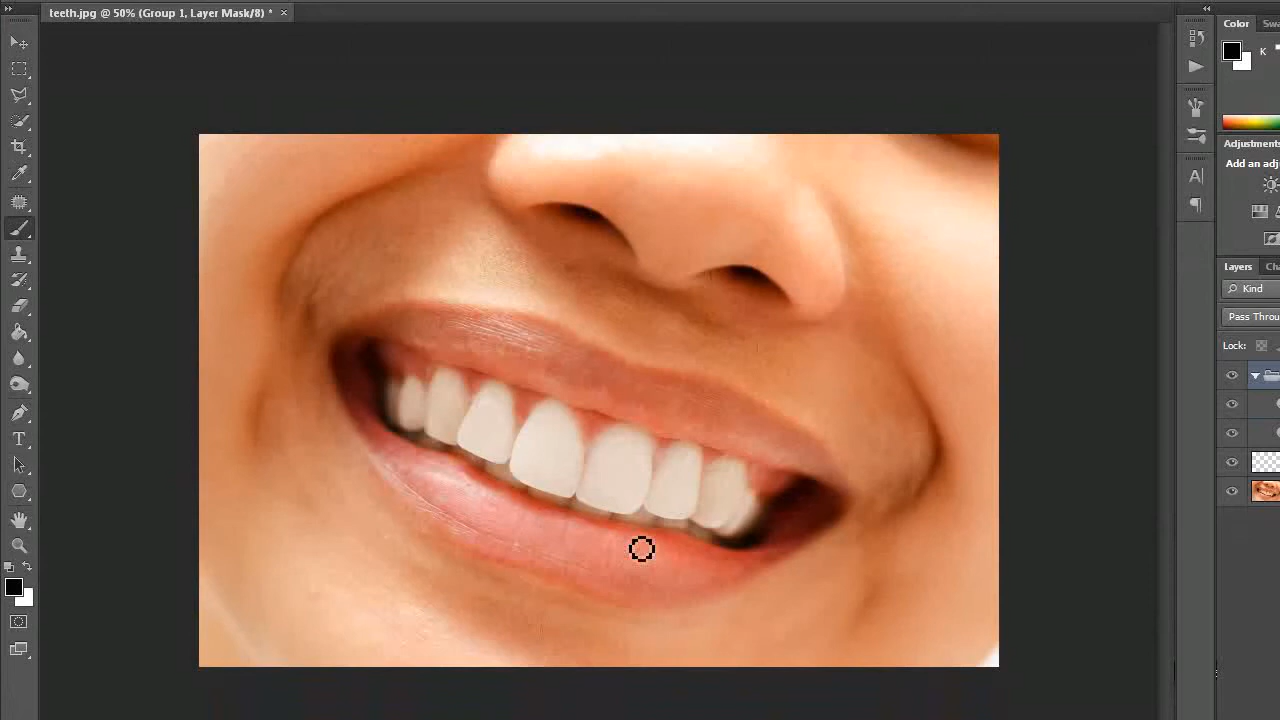 teeth.jpg @ 50% (Group 1, Layer Mask/8) * ×
Color
K
Adjustments
Add an adj
A|
¶
Layers
Kind
Pass Throu
Lock:
T